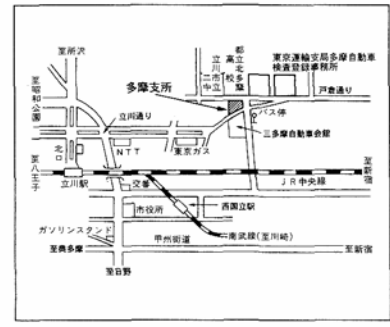 至所沢
至昭和公園
立川通り
立川二中
市立
都立北多摩高校
東京運輸支局多摩自動車検査登録事務所
多摩支所
戸倉通り
バス停
三多摩自動車会館
北口
NTT
東京ガス
至八王子
立川駅
交番
JR中央線
至新宿
市役所
西国立駅
ガソリンスタンド
甲州街道
南武線(至川崎)
至奥多摩
至新宿
至日野